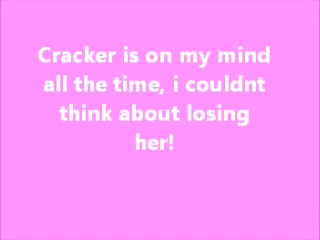 Cracker is on my mind
all the time, i couldnt
think about losing
her!